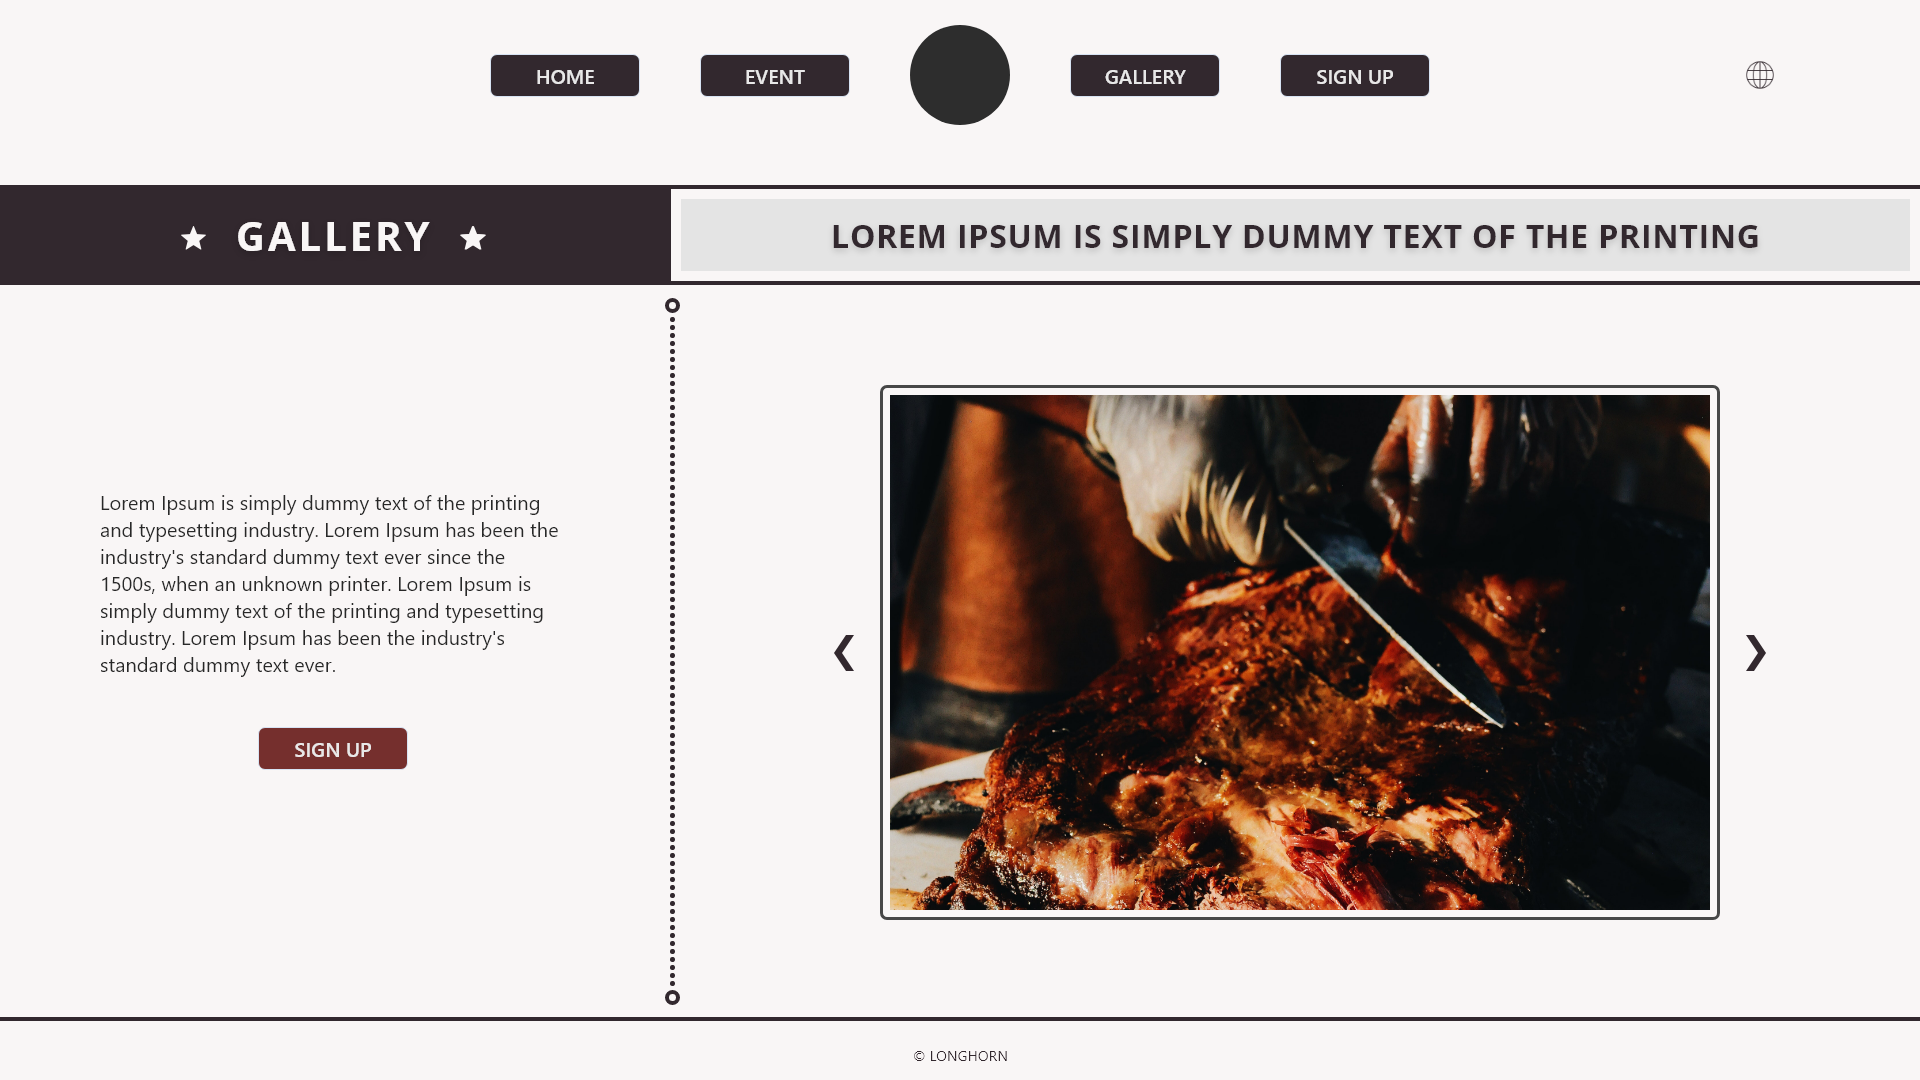 HOME
EVENT
GALLERY
SIGN UP
GALLERY
LOREM IPSUM IS SIMPLY DUMMY TEXT OF THE PRINTING
Lorem Ipsum is simply dummy text of the printing
and typesetting industry. Lorem Ipsum has been the
industry's standard dummy text ever since the
1500s, when an unknown printer. Lorem Ipsum is
simply dummy text of the printing and typesetting
industry. Lorem Ipsum has been the industry's
standard dummy text ever.
SIGN UP
© LONGHORN